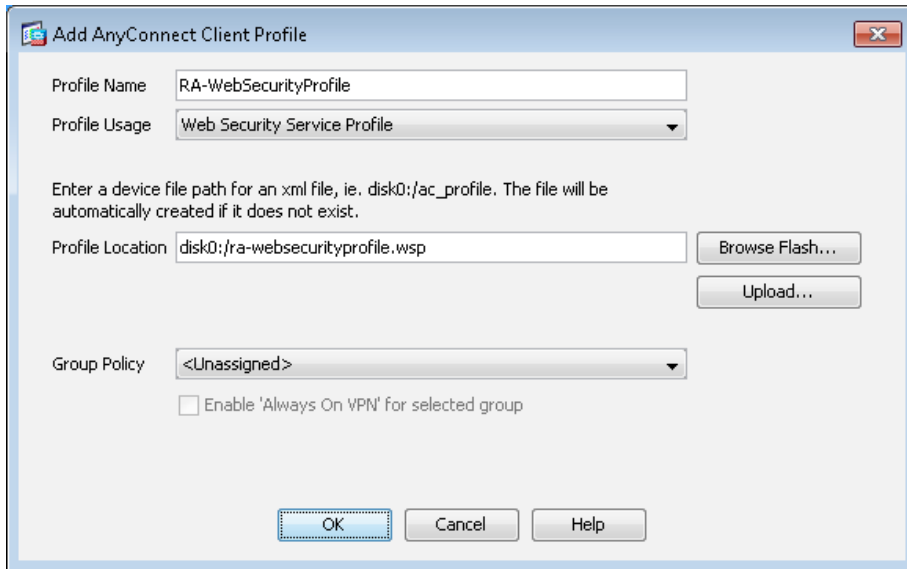 Add AnyConnect Client Profile
Profile Name RA-WebSecurityProfile
Profile Usage Web Security Service Profile
Enter a device file path for an xml file, ie. disk0:/ac_profile. The file will be
automatically created if it does not exist.
Profile Location disk0:/ra-websecurityprofile.wsp Browse Flash...
Upload...
Group Policy <Unassigned>
Enable 'Always On VPN' for selected group
OK Cancel Help